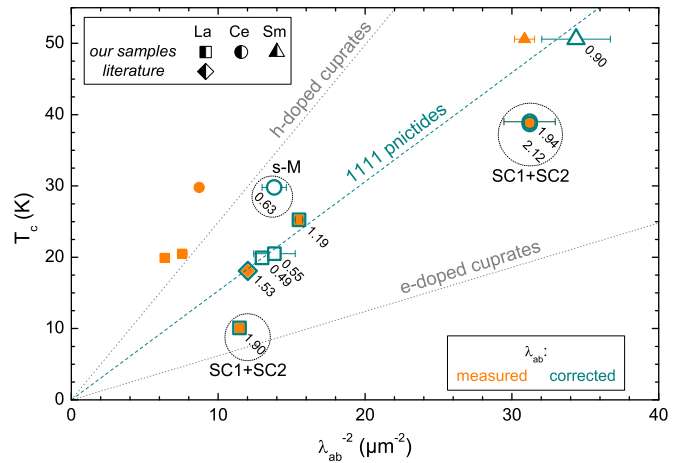 La Ce Sm
our samples
literature
h-doped cuprates
1111 pnictides
e-doped cuprates
s-M
0.63
0.90
1.94
2.12
SC1+SC2
1.19
0.55
0.49
1.53
1.90
SC1+SC2
λab:
measured corrected
50
40
30
20
10
0
Tc (K)
0 10 20 30 40
λab⁻² (µm⁻²)